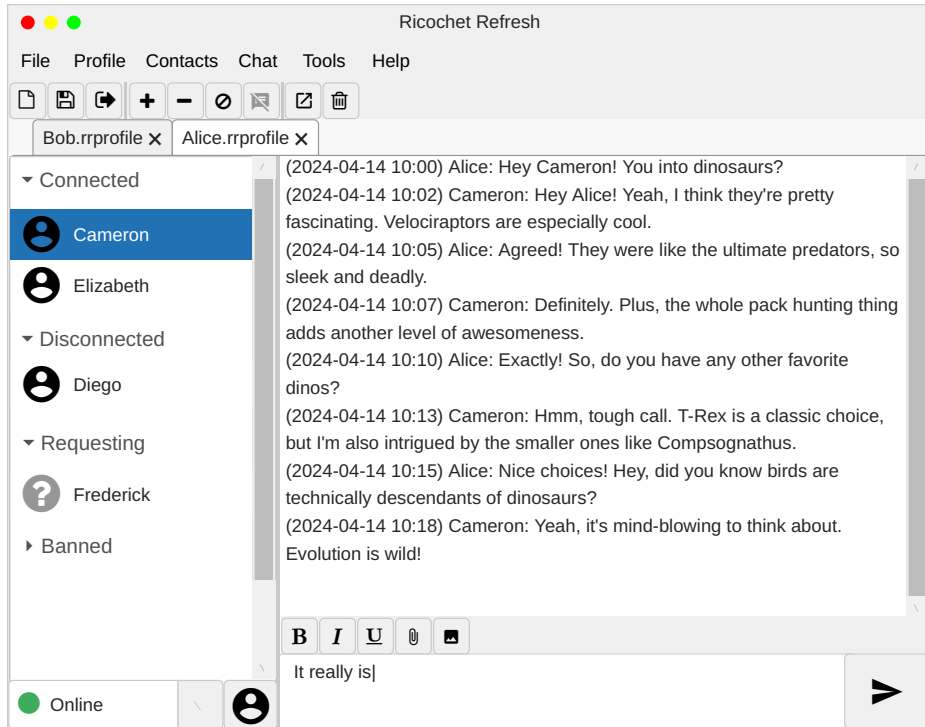 Ricochet Refresh
File Profile Contacts Chat Tools Help
Bob.rrprofile Alice.rrprofile
Connected
Cameron
Elizabeth
Disconnected
Diego
Requesting
Frederick
Banned
Online
(2024-04-14 10:00) Alice: Hey Cameron! You into dinosaurs?
(2024-04-14 10:02) Cameron: Hey Alice! Yeah, I think they're pretty
fascinating. Velociraptors are especially cool.
(2024-04-14 10:05) Alice: Agreed! They were like the ultimate predators, so
sleek and deadly.
(2024-04-14 10:07) Cameron: Definitely. Plus, the whole pack hunting thing
adds another level of awesomeness.
(2024-04-14 10:10) Alice: Exactly! So, do you have any other favorite
dinos?
(2024-04-14 10:13) Cameron: Hmm, tough call. T-Rex is a classic choice,
but I'm also intrigued by the smaller ones like Compsognathus.
(2024-04-14 10:15) Alice: Nice choices! Hey, did you know birds are
technically descendants of dinosaurs?
(2024-04-14 10:18) Cameron: Yeah, it's mind-blowing to think about.
Evolution is wild!
B I U
It really is